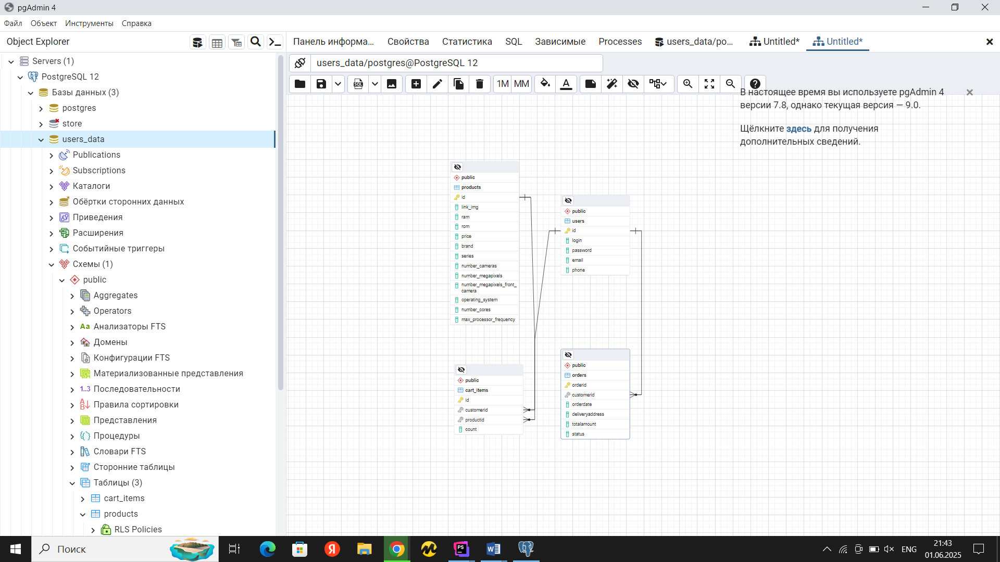 pgAdmin 4
Файл Объект Инструменты Справка
Object Explorer
Панель информа... Свойства Статистика SQL Зависимые Processes users_data/po... Untitled* Untitled*
users_data/postgres@PostgreSQL 12
SQL 1M MM A
В настоящее время вы используете pgAdmin 4
версии 7.8, однако текущая версия — 9.0.
Щёлкните здесь для получения
дополнительных сведений.
Servers (1)
PostgreSQL 12
Базы данных (3)
postgres
store
users_data
Publications
Subscriptions
Каталоги
Обёртки сторонних данных
Приведения
Расширения
Событийные триггеры
Схемы (1)
public
Aggregates
Operators
Aa Анализаторы FTS
Домены
Конфигурации FTS
Материализованные представления
1..3 Последовательности
Правила сортировки
Представления
Процедуры
Словари FTS
Сторонние таблицы
Таблицы (3)
cart_items
products
RLS Policies
public
products
id
link_img
ram
rom
price
brand
series
number_cameras
number_megapixels
number_megapixels_front_
camera
operating_system
number_cores
max_processor_frequency
public
users
id
login
password
email
phone
public
cart_items
id
customerid
productid
count
public
orders
orderid
customerid
orderdate
deliveryaddress
totalamount
status
Поиск
ENG
21:43
01.06.2025